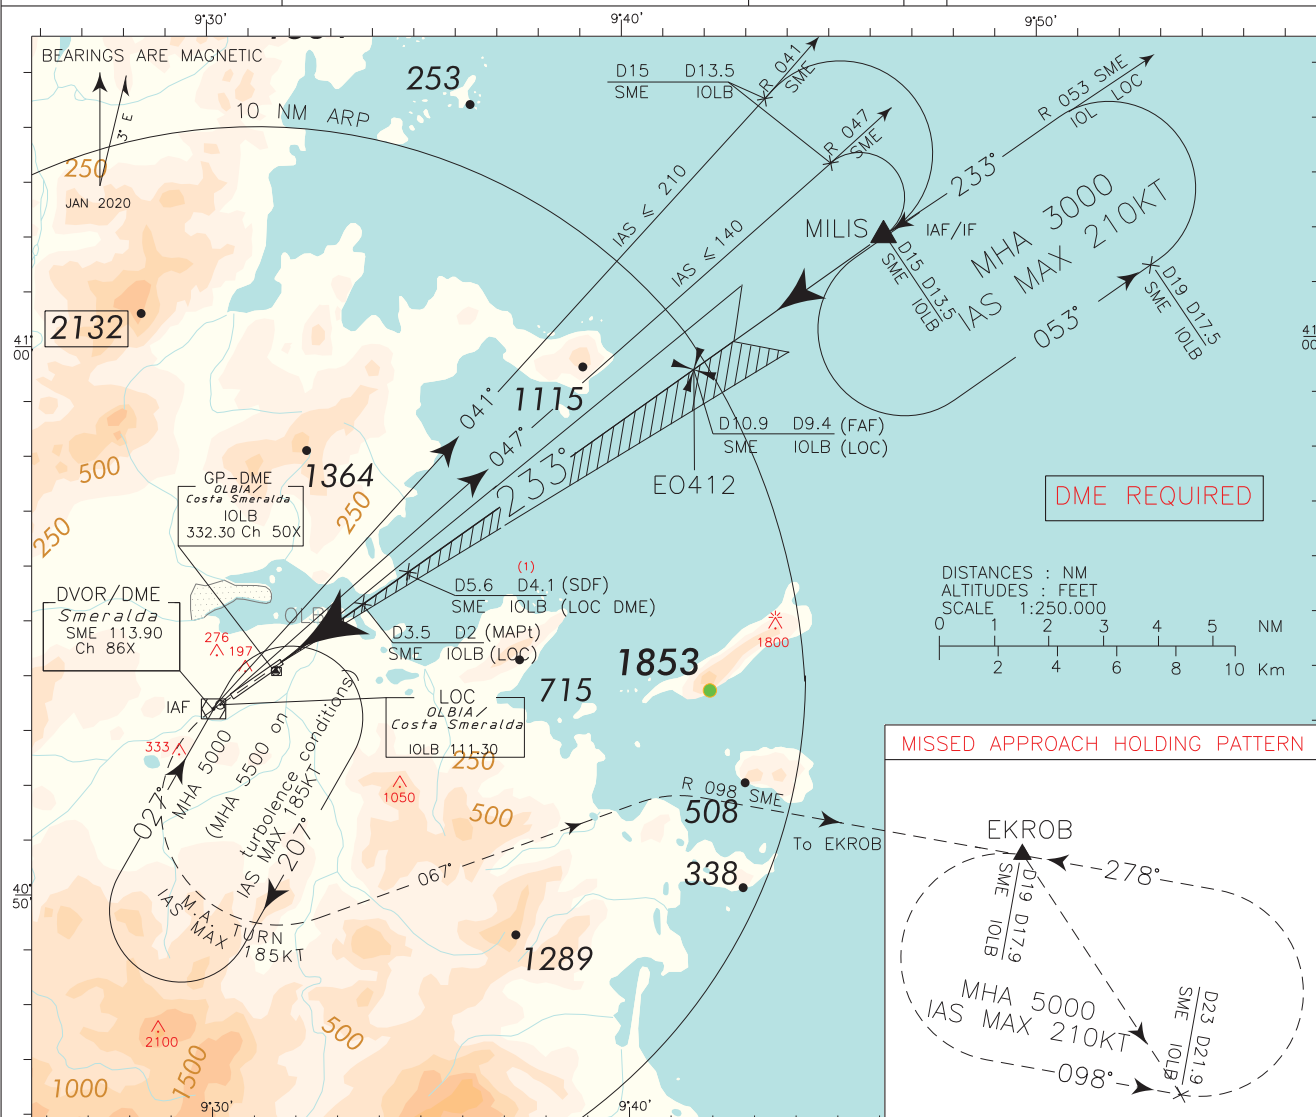 9°30'
9°40'
9°50'
BEARINGS ARE MAGNETIC
3° E
JAN 2020
10 NM ARP
253
250
D15 D13.5
SME IOLB
R 041
SME
R 047
SME
R 053 SME
IOL LOC
233°
MILIS
IAF/IF
D15 D13.5
SME IOLB
MHA 3000
IAS MAX 210KT
053°
D19 D17.5
SME IOLB
IAS ≤ 210
IAS ≤ 140
2132
41
00'
41
00
1115
041°
047°
233°
D10.9 D9.4 (FAF)
SME IOLB (LOC)
EO412
1364
500
250
250
GP-DME
OLBIA/
Costa Smeralda
IOLB
332.30 Ch 50X
DME REQUIRED
DVOR/DME
Smeralda
SME 113.90
Ch 86X
OLB
(1)
D5.6 D4.1 (SDF)
SME IOLB (LOC DME)
D3.5 D2 (MAPt)
SME IOLB (LOC)
DISTANCES : NM
ALTITUDES : FEET
SCALE 1:250.000
0 1 2 3 4 5 NM
2 4 6 8 10 Km
276
197
1800
1853
715
IAF
LOC
OLBIA/
Costa Smeralda
IOLB 111.30
333
MHA 5000
(MHA 5500 on
turbolence conditions)
IAS MAX 185KT
027°
207°
250
1050
500
R 098 SME
508
To EKROB
067°
338
50'
M.A. TURN
IAS MAX 185KT
1289
2100
500
1000
1500
MISSED APPROACH HOLDING PATTERN
EKROB
278°
D19 D17.9
SME IOLB
MHA 5000
IAS MAX 210KT
D23 D21.9
SME IOLB
098°
9°30'
9°40'